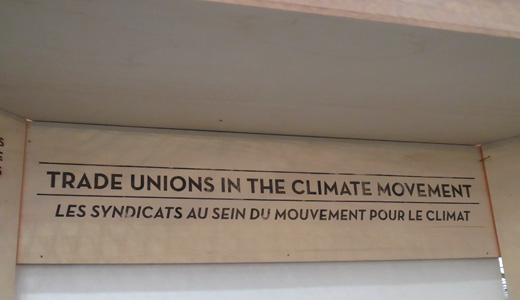 TRADE UNIONS IN THE CLIMATE MOVEMENT
LES SYNDICATS AU SEIN DU MOUVEMENT POUR LE CLIMAT